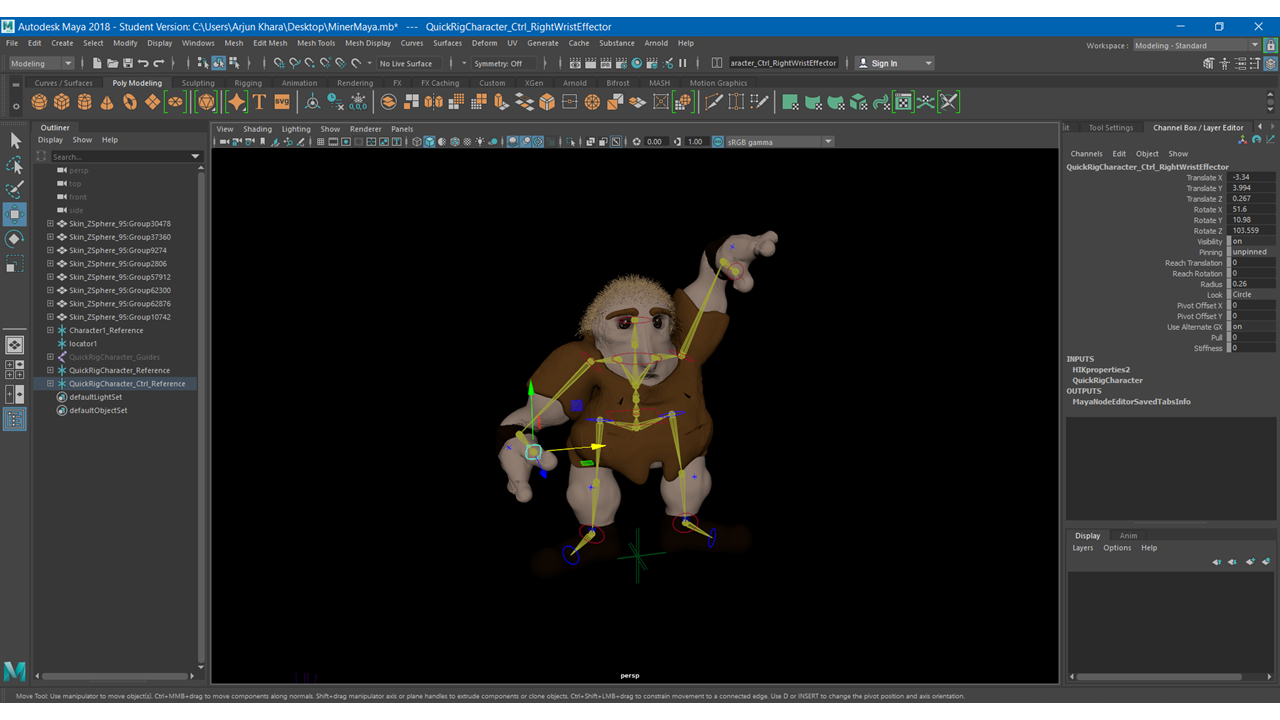 Autodesk Maya 2018 - Student Version: C:\Users\Arjun Khara\Desktop\MinerMaya.mb* --- QuickRigCharacter_Ctrl_RightWristEffector
File Edit Create Select Modify Display Windows Mesh Edit Mesh Mesh Tools Mesh Display Curves Surfaces Deform UV Generate Cache Substance Arnold Help
Workspace : Modeling - Standard
Modeling No Live Surface Symmetry: Off aracter_Ctrl_RightWristEffector Sign In
Curves / Surfaces Poly Modeling Sculpting Rigging Animation Rendering FX FX Caching Custom XGen Arnold Bifrost MASH Motion Graphics
T SVG
Outliner
Display Show Help
Search...
persp
top
front
side
Skin_ZSphere_95:Group30478
Skin_ZSphere_95:Group37360
Skin_ZSphere_95:Group9274
Skin_ZSphere_95:Group2806
Skin_ZSphere_95:Group57912
Skin_ZSphere_95:Group62300
Skin_ZSphere_95:Group62876
Skin_ZSphere_95:Group10742
Character1_Reference
locator1
QuickRigCharacter_Guides
QuickRigCharacter_Reference
QuickRigCharacter_Ctrl_Reference
defaultLightSet
defaultObjectSet
View Shading Lighting Show Renderer Panels
0.00 1.00 sRGB gamma
persp
it Tool Settings Channel Box / Layer Editor
Channels Edit Object Show
QuickRigCharacter_Ctrl_RightWristEffector
Translate X -3.34
Translate Y 3.994
Translate Z 0.267
Rotate X 51.6
Rotate Y 10.98
Rotate Z 103.559
Visibility on
Pinning unpinned
Reach Translation 0
Reach Rotation 0
Radius 0.26
Look Circle
Pivot Offset X 0
Pivot Offset Y 0
Pivot Offset Z 0
Use Alternate GX on
Pull 0
Stiffness 0
INPUTS
HIKproperties2
QuickRigCharacter
OUTPUTS
MayaNodeEditorSavedTabsInfo
Display Anim
Layers Options Help
Move Tool: Use manipulator to move object(s). Ctrl+MMB+drag to move components along normals. Shift+drag manipulator axis or plane handles to extrude components or clone objects. Ctrl+Shift+LMB+drag to constrain movement to a connected edge. Use D or INSERT to change the pivot position and axis orientation.